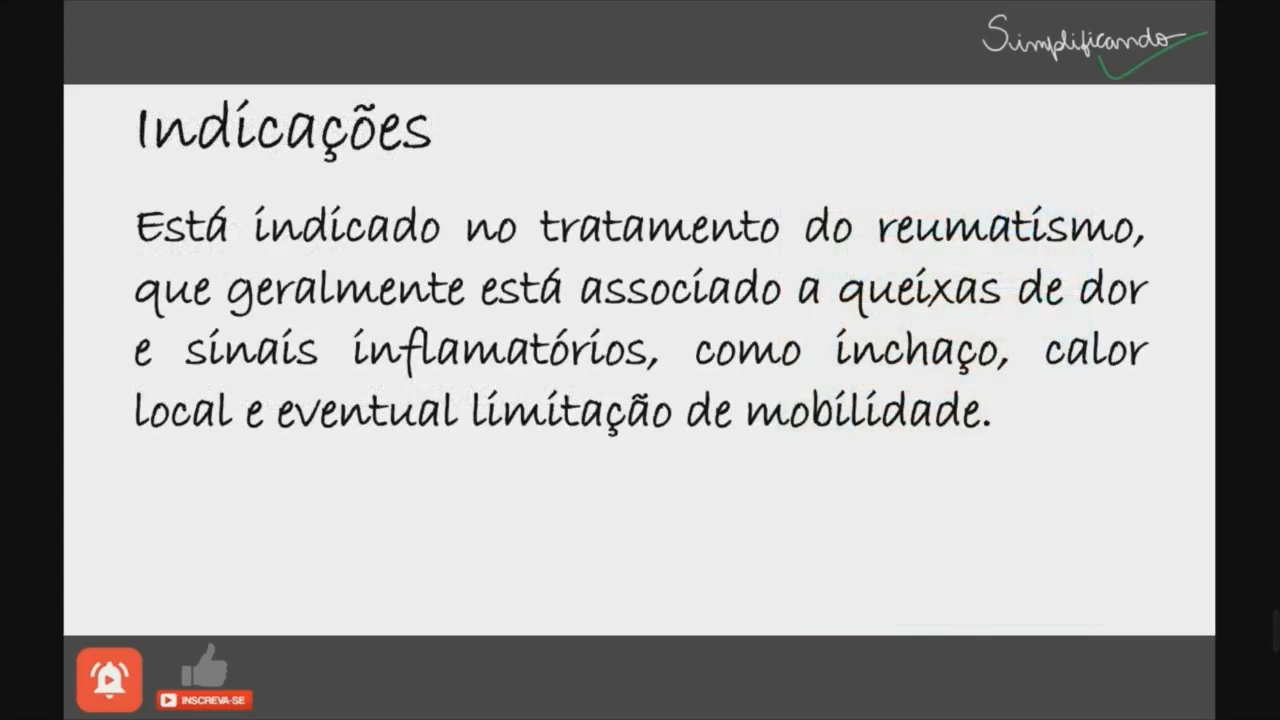 Simplificando
Indicações
Está indicado no tratamento do reumatismo,
que geralmente está associado a queixas de dor
e sinais inflamatórios, como inchaço, calor
local e eventual limitação de mobilidade.
INSCREVA-SE